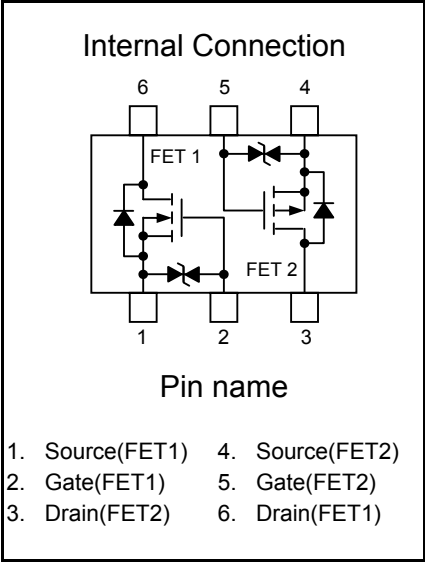 Internal Connection
6 5 4
FET 1
FET 2
1 2 3
Pin name
1. Source(FET1) 4. Source(FET2)
2. Gate(FET1) 5. Gate(FET2)
3. Drain(FET2) 6. Drain(FET1)